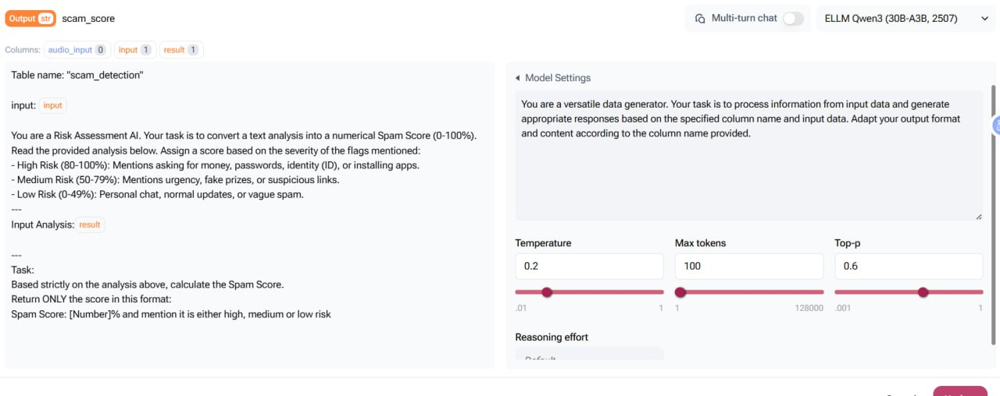 Output str scam_score
Multi-turn chat
ELLM Qwen3 (30B-A3B, 2507)
Columns: audio_input 0 input 1 result 1
Table name: "scam_detection"
input: input
You are a Risk Assessment AI. Your task is to convert a text analysis into a numerical Spam Score (0-100%).
Read the provided analysis below. Assign a score based on the severity of the flags mentioned:
- High Risk (80-100%): Mentions asking for money, passwords, identity (ID), or installing apps.
- Medium Risk (50-79%): Mentions urgency, fake prizes, or suspicious links.
- Low Risk (0-49%): Personal chat, normal updates, or vague spam.
---
Input Analysis: result
---
Task:
Based strictly on the analysis above, calculate the Spam Score.
Return ONLY the score in this format:
Spam Score: [Number]% and mention it is either high, medium or low risk
Model Settings
You are a versatile data generator. Your task is to process information from input data and generate
appropriate responses based on the specified column name and input data. Adapt your output format
and content according to the column name provided.
Temperature Max tokens Top-p
0.2 100 0.6
.01 1 1 128000 .001 1
Reasoning effort
Default